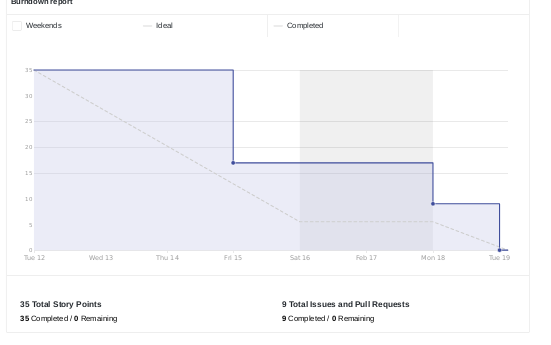 Burndown report
Weekends
Ideal
Completed
35
30
25
20
15
10
5
0
Tue 12
Wed 13
Thu 14
Fri 15
Sat 16
Feb 17
Mon 18
Tue 19
35 Total Story Points
35 Completed / 0 Remaining
9 Total Issues and Pull Requests
9 Completed / 0 Remaining